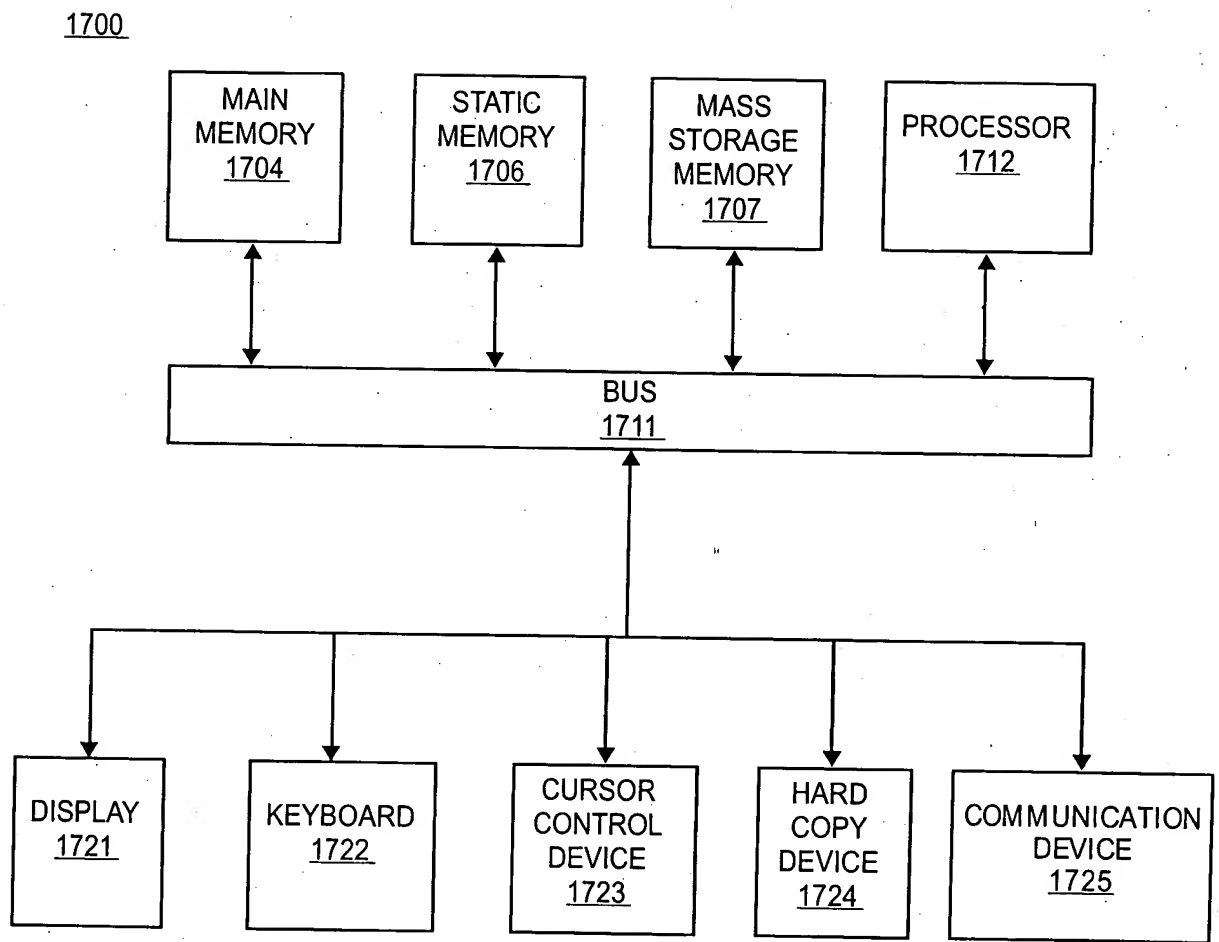 1700
MAIN
MEMORY
1704
STATIC
MEMORY
1706
MASS
STORAGE
MEMORY
1707
PROCESSOR
1712
BUS
1711
DISPLAY
1721
KEYBOARD
1722
CURSOR
CONTROL
DEVICE
1723
HARD
COPY
DEVICE
1724
COMMUNICATION
DEVICE
1725